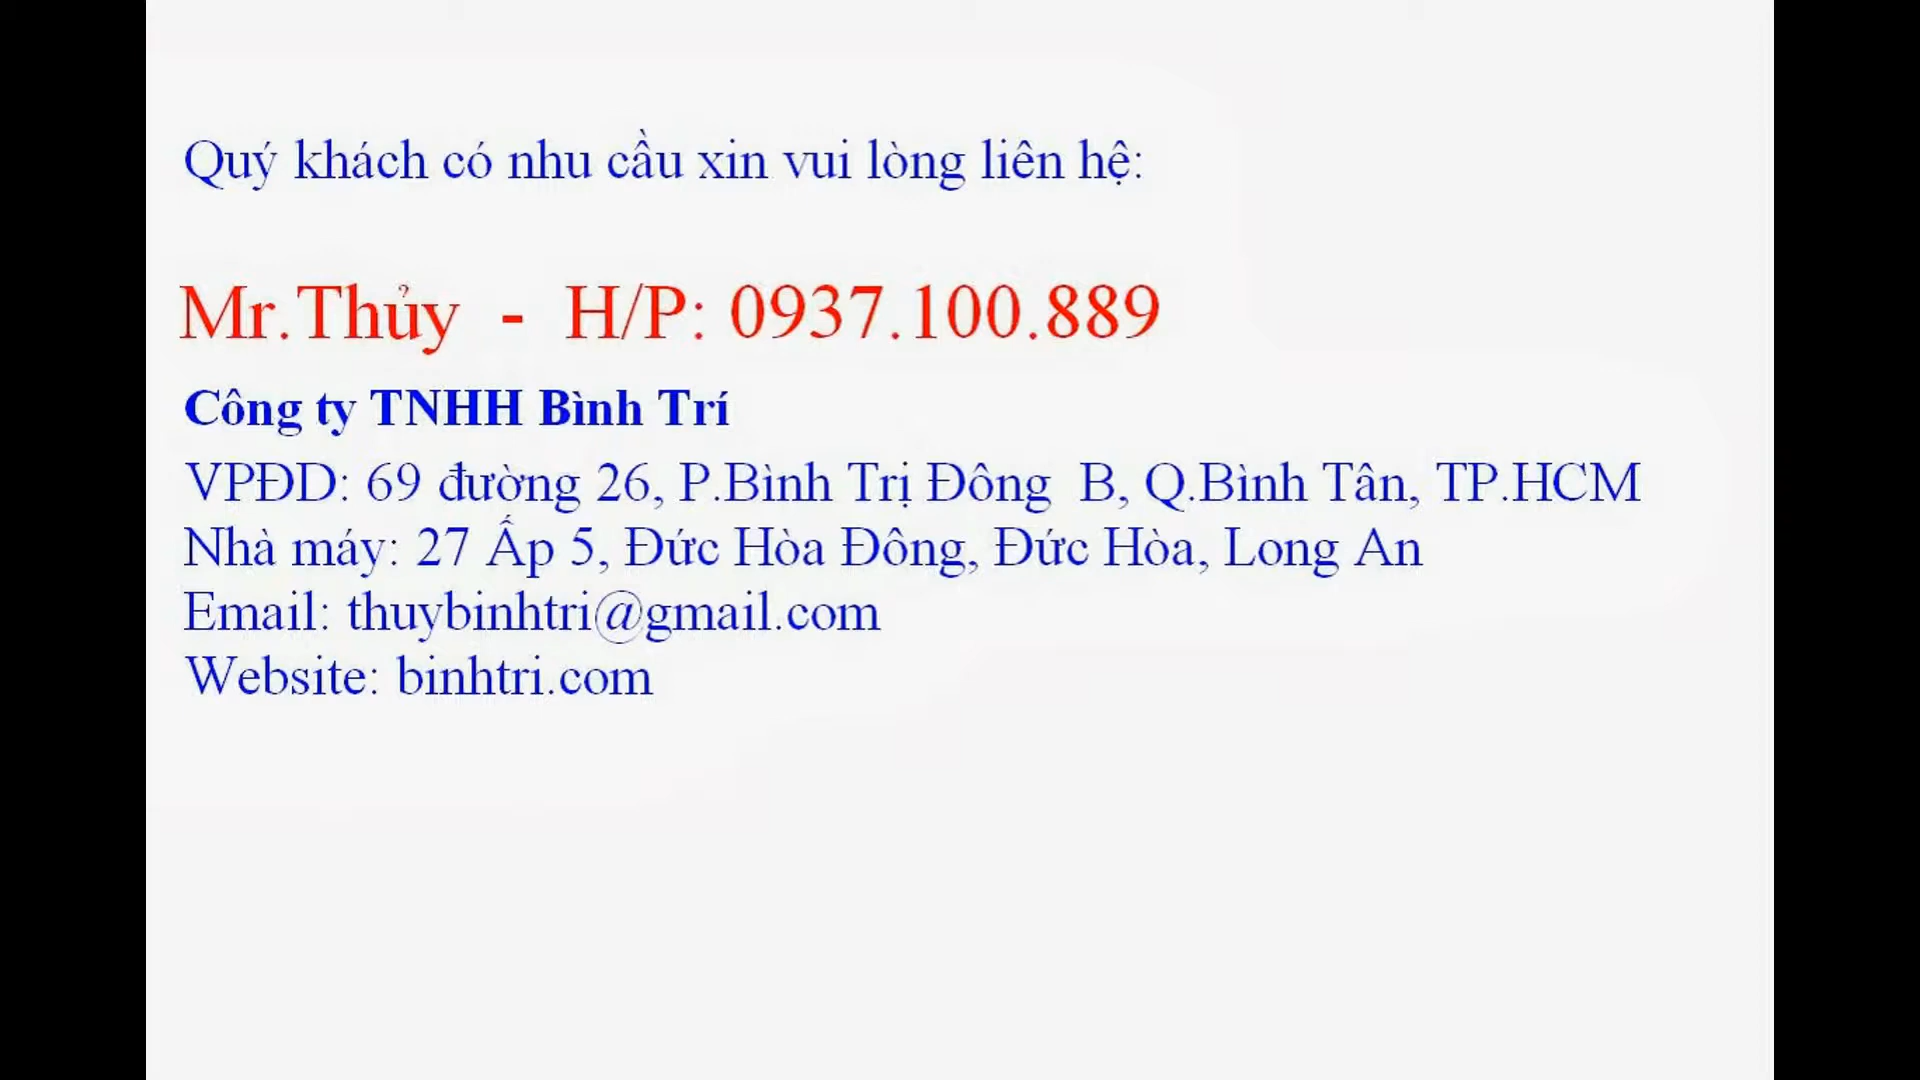 Quý khách có nhu cầu xin vui lòng liên hệ:
Mr.Thủy - H/P: 0937.100.889
Công ty TNHH Bình Trí
VPĐD: 69 đường 26, P.Bình Trị Đông B, Q.Bình Tân, TP.HCM
Nhà máy: 27 Ấp 5, Đức Hòa Đông, Đức Hòa, Long An
Email: thuybinhtri@gmail.com
Website: binhtri.com